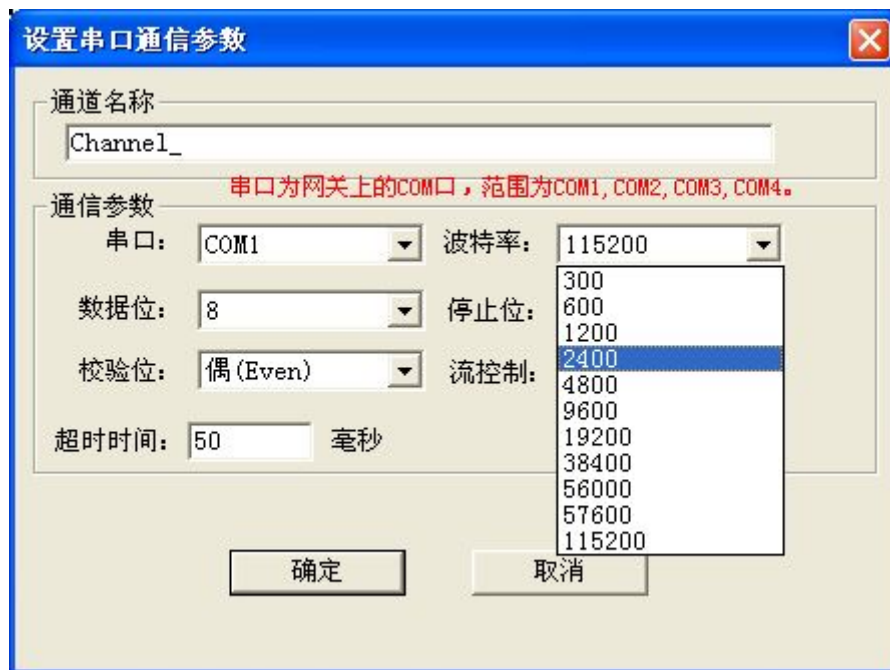 设置串口通信参数
通道名称
Channel_
串口为网关上的COM口，范围为COM1,COM2,COM3,COM4。
通信参数
串口： COM1 波特率： 115200
数据位： 8 停止位：
校验位： 偶(Even) 流控制：
超时时间： 50 毫秒
300
600
1200
2400
4800
9600
19200
38400
56000
57600
115200
确定 取消